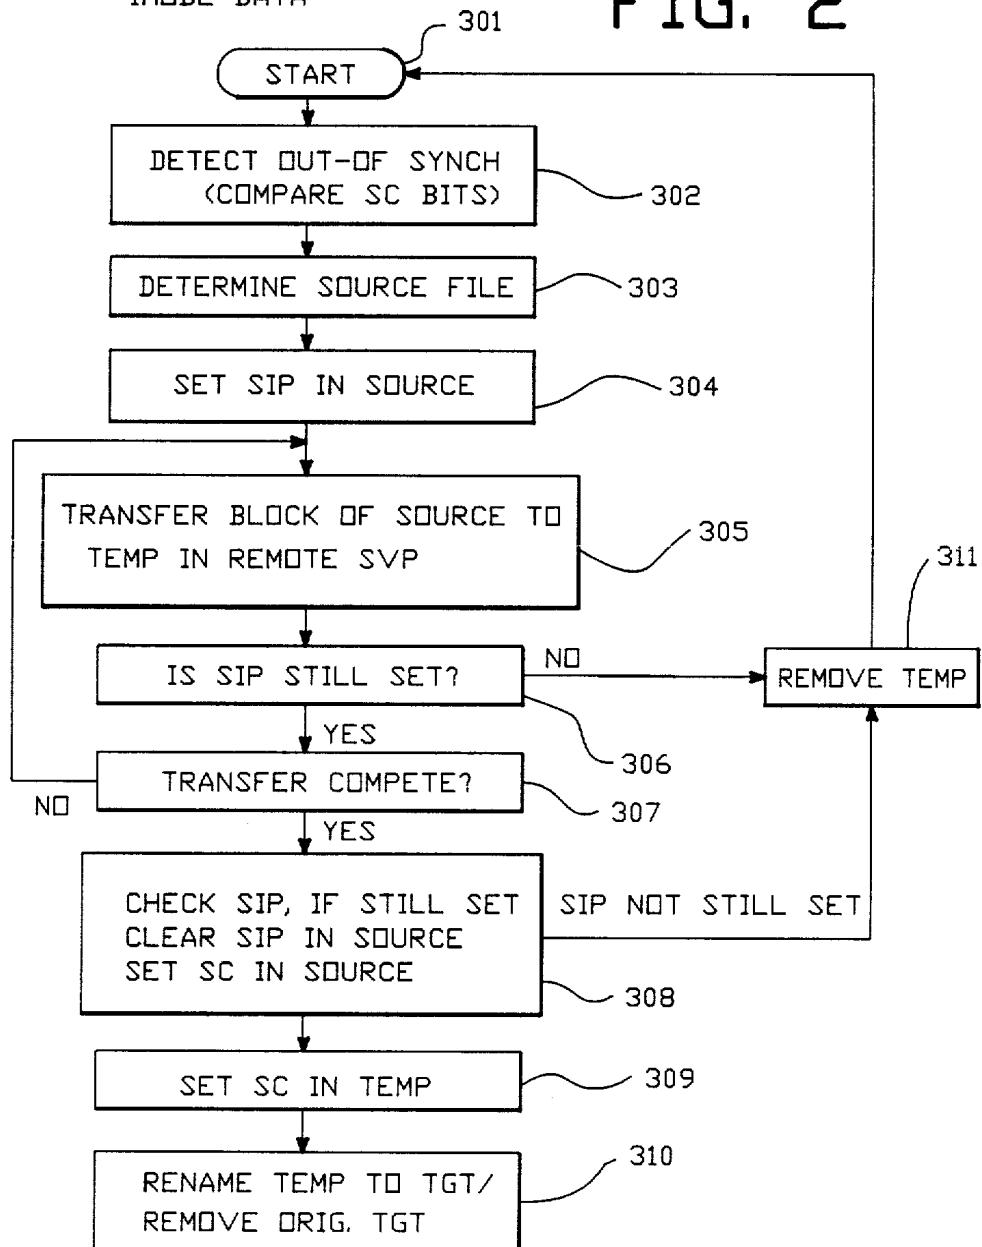 INODE DATA
FIG. 2
301
START
DETECT OUT-OF SYNCH
(COMPARE SC BITS)
302
DETERMINE SOURCE FILE
303
SET SIP IN SOURCE
304
TRANSFER BLOCK OF SOURCE TO
TEMP IN REMOTE SVP
305
311
IS SIP STILL SET?
NO
REMOVE TEMP
YES
306
TRANSFER COMPETE?
NO
307
YES
CHECK SIP, IF STILL SET
CLEAR SIP IN SOURCE
SET SC IN SOURCE
SIP NOT STILL SET
308
SET SC IN TEMP
309
RENAME TEMP TO TGT/
REMOVE ORIG. TGT
310